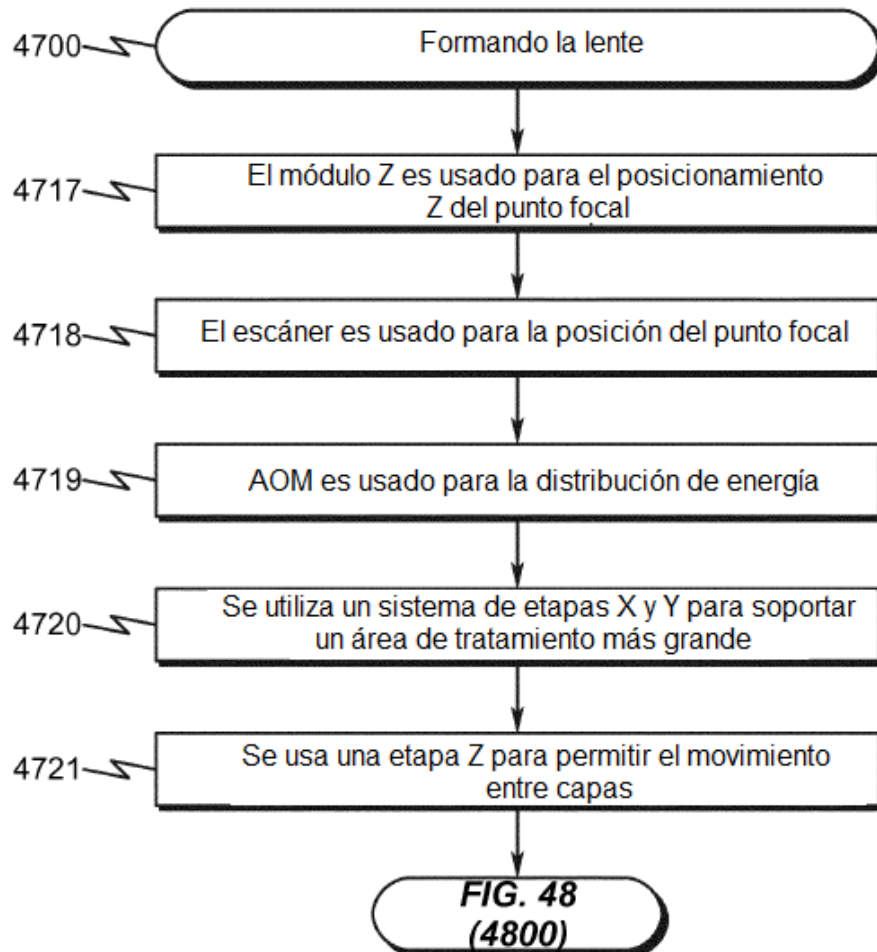 4700
Formando la lente
4717
El módulo Z es usado para el posicionamiento
Z del punto focal
4718
El escáner es usado para la posición del punto focal
4719
AOM es usado para la distribución de energía
4720
Se utiliza un sistema de etapas X y Y para soportar
un área de tratamiento más grande
4721
Se usa una etapa Z para permitir el movimiento
entre capas
FIG. 48
(4800)